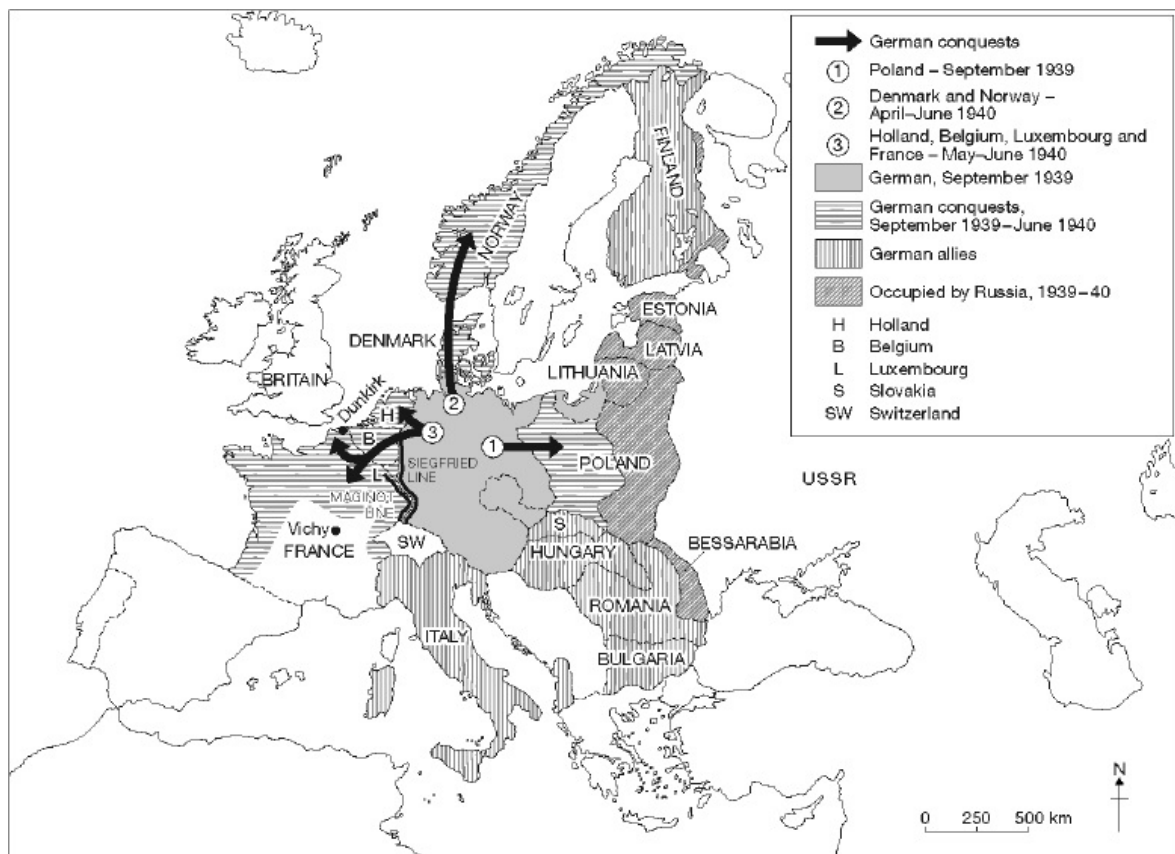 German conquests
1 Poland – September 1939
2 Denmark and Norway –
April–June 1940
3 Holland, Belgium, Luxembourg and
France – May–June 1940
German, September 1939
German conquests,
September 1939–June 1940
German allies
Occupied by Russia, 1939–40
H Holland
B Belgium
L Luxembourg
S Slovakia
SW Switzerland
FINLAND
NORWAY
ESTONIA
DENMARK
LATVIA
LITHUANIA
BRITAIN
Dunkirk
2
H
3
B
1
SIEGFRIED
LINE
POLAND
L
USSR
MAGINOT
LINE
Vichy
FRANCE
SW
S
HUNGARY
BESSARABIA
ROMANIA
ITALY
BULGARIA
N
0 250 500 km